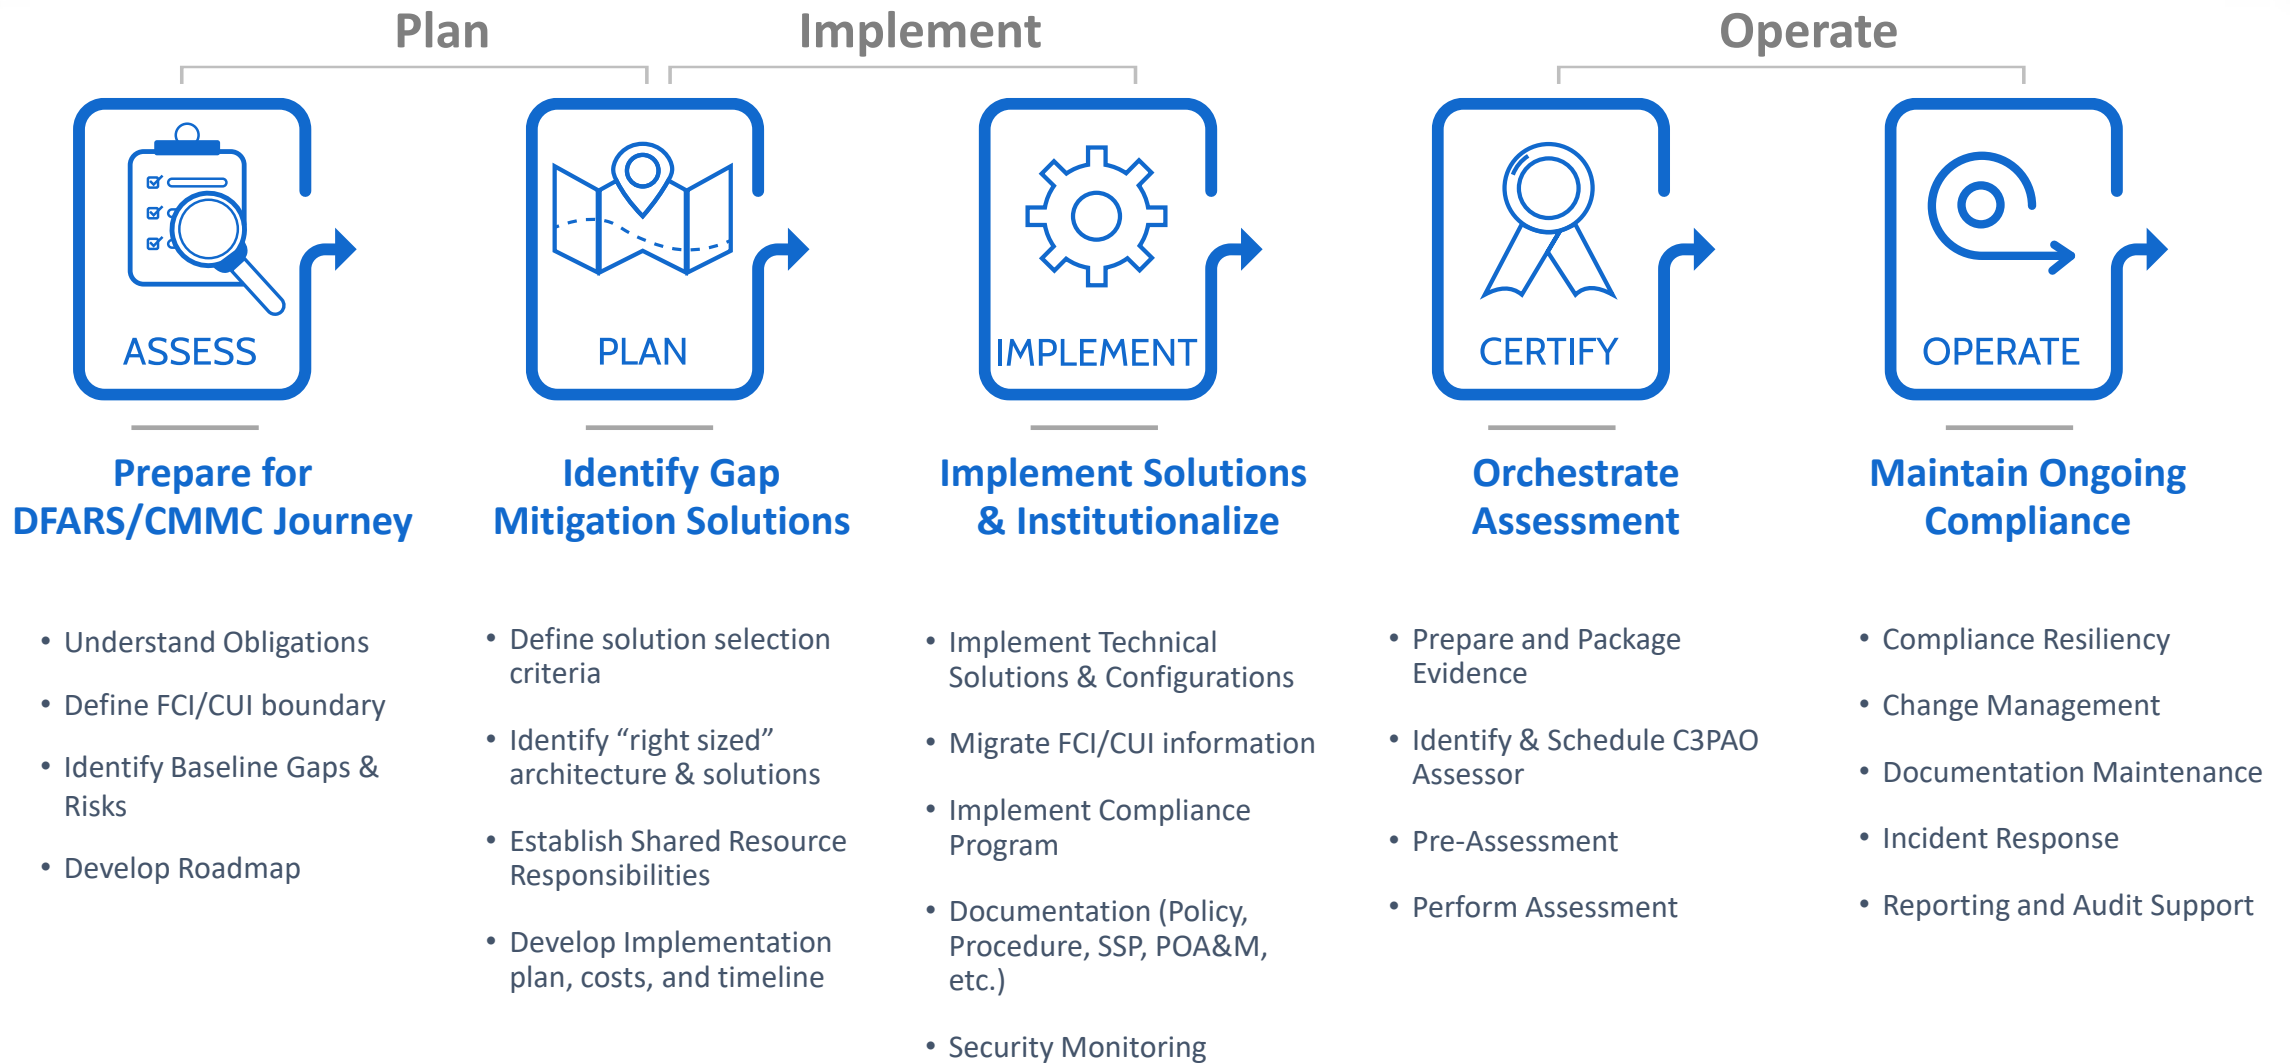 Plan
Implement
Operate
ASSESS
PLAN
IMPLEMENT
CERTIFY
OPERATE
Prepare for
DFARS/CMMC Journey
• Understand Obligations
• Define FCI/CUI boundary
• Identify Baseline Gaps &
Risks
• Develop Roadmap
Identify Gap
Mitigation Solutions
• Define solution selection
criteria
• Identify “right sized”
architecture & solutions
• Establish Shared Resource
Responsibilities
• Develop Implementation
plan, costs, and timeline
Implement Solutions
& Institutionalize
• Implement Technical
Solutions & Configurations
• Migrate FCI/CUI information
• Implement Compliance
Program
• Documentation (Policy,
Procedure, SSP, POA&M,
etc.)
• Security Monitoring
Orchestrate
Assessment
• Prepare and Package
Evidence
• Identify & Schedule C3PAO
Assessor
• Pre-Assessment
• Perform Assessment
Maintain Ongoing
Compliance
• Compliance Resiliency
• Change Management
• Documentation Maintenance
• Incident Response
• Reporting and Audit Support